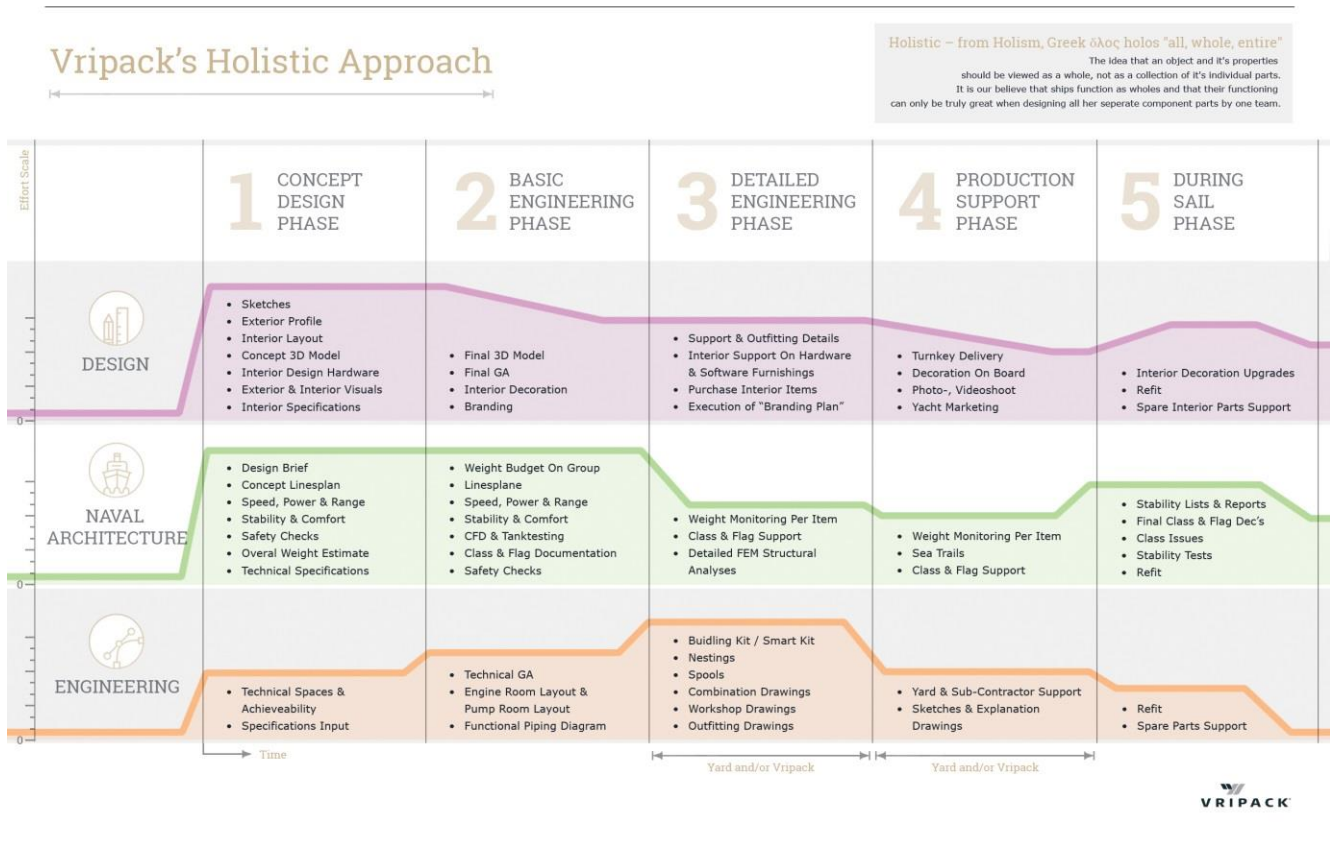 Vripack's Holistic Approach
Holistic – from Holism, Greek δλος holos "all, whole, entire"
The idea that an object and it's properties
should be viewed as a whole, not as a collection of it's individual parts.
It is our believe that ships function as wholes and that their functioning
can only be truly great when designing all her seperate component parts by one team.
Effort Scale
1 CONCEPT
DESIGN
PHASE
2 BASIC
ENGINEERING
PHASE
3 DETAILED
ENGINEERING
PHASE
4 PRODUCTION
SUPPORT
PHASE
5 DURING
SAIL
PHASE
DESIGN
0
• Sketches
• Exterior Profile
• Interior Layout
• Concept 3D Model
• Interior Design Hardware
• Exterior & Interior Visuals
• Interior Specifications
• Final 3D Model
• Final GA
• Interior Decoration
• Branding
• Support & Outfitting Details
• Interior Support On Hardware
& Software Furnishings
• Purchase Interior Items
• Execution of "Branding Plan"
• Turnkey Delivery
• Decoration On Board
• Photo-, Videoshoot
• Yacht Marketing
• Interior Decoration Upgrades
• Refit
• Spare Interior Parts Support
NAVAL
ARCHITECTURE
0
• Design Brief
• Concept Linesplan
• Speed, Power & Range
• Stability & Comfort
• Safety Checks
• Overal Weight Estimate
• Technical Specifications
• Weight Budget On Group
• Linesplane
• Speed, Power & Range
• Stability & Comfort
• CFD & Tanktesting
• Class & Flag Documentation
• Safety Checks
• Weight Monitoring Per Item
• Class & Flag Support
• Detailed FEM Structural
Analyses
• Weight Monitoring Per Item
• Sea Trails
• Class & Flag Support
• Stability Lists & Reports
• Final Class & Flag Dec's
• Class Issues
• Stability Tests
• Refit
ENGINEERING
0
• Technical Spaces &
Achieveability
• Specifications Input
• Technical GA
• Engine Room Layout &
Pump Room Layout
• Functional Piping Diagram
• Buidling Kit / Smart Kit
• Nestings
• Spools
• Combination Drawings
• Workshop Drawings
• Outfitting Drawings
• Yard & Sub-Contractor Support
• Sketches & Explanation
Drawings
• Refit
• Spare Parts Support
Time
Yard and/or Vripack
Yard and/or Vripack
VRIPACK